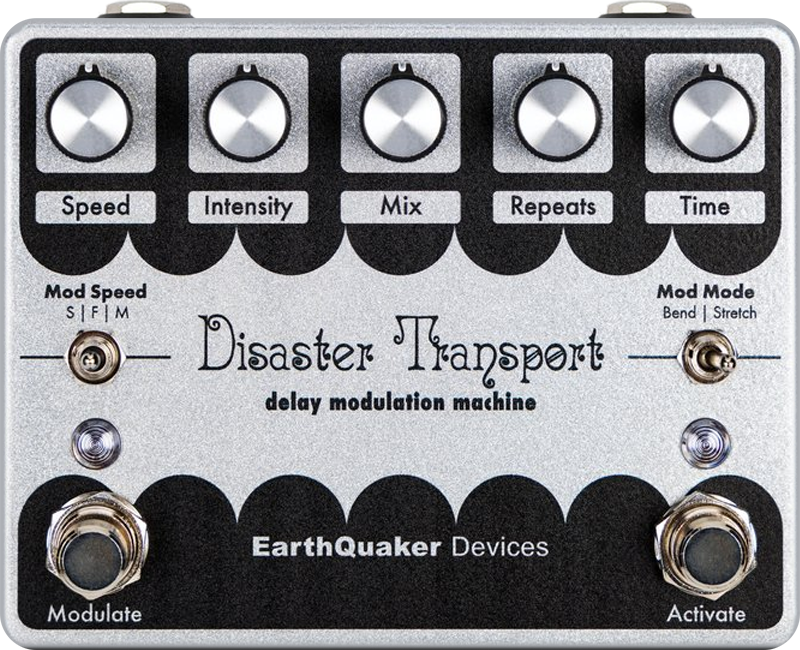 Speed
Intensity
Mix
Repeats
Time
Mod Speed
S | F | M
Mod Mode
Bend | Stretch
Disaster Transport
delay modulation machine
EarthQuaker Devices
Modulate
Activate